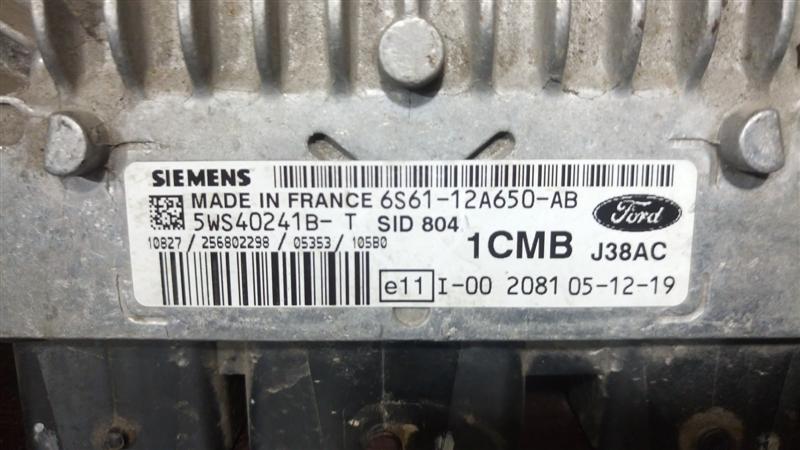 SIEMENS
MADE IN FRANCE 6S61-12A650-AB
5WS40241B- T SID 804
Ford
10827 / 256802298 / 05353 / 10580
1CMB J38AC
e11 I-00 2081 05-12-19